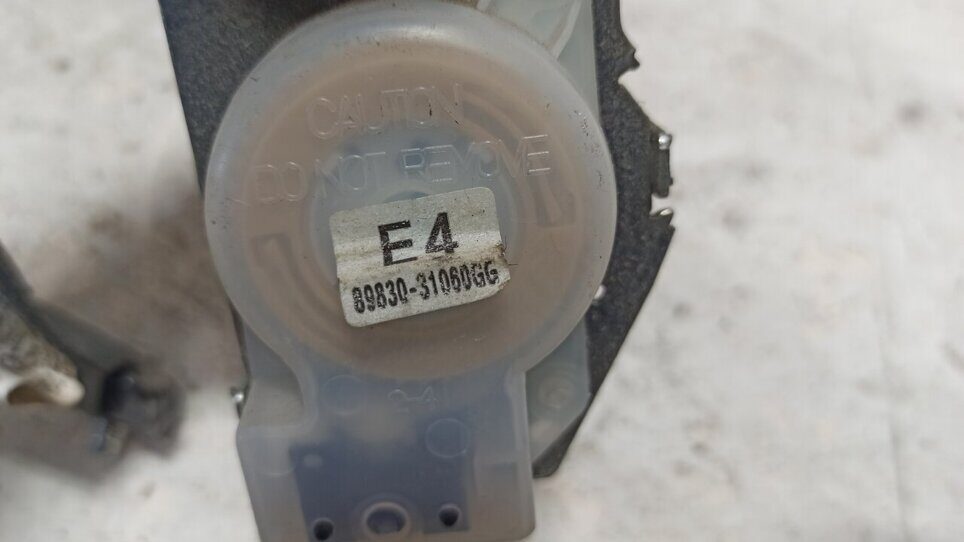 CAUTION
DO NOT REMOVE
E4
89830-31060GG